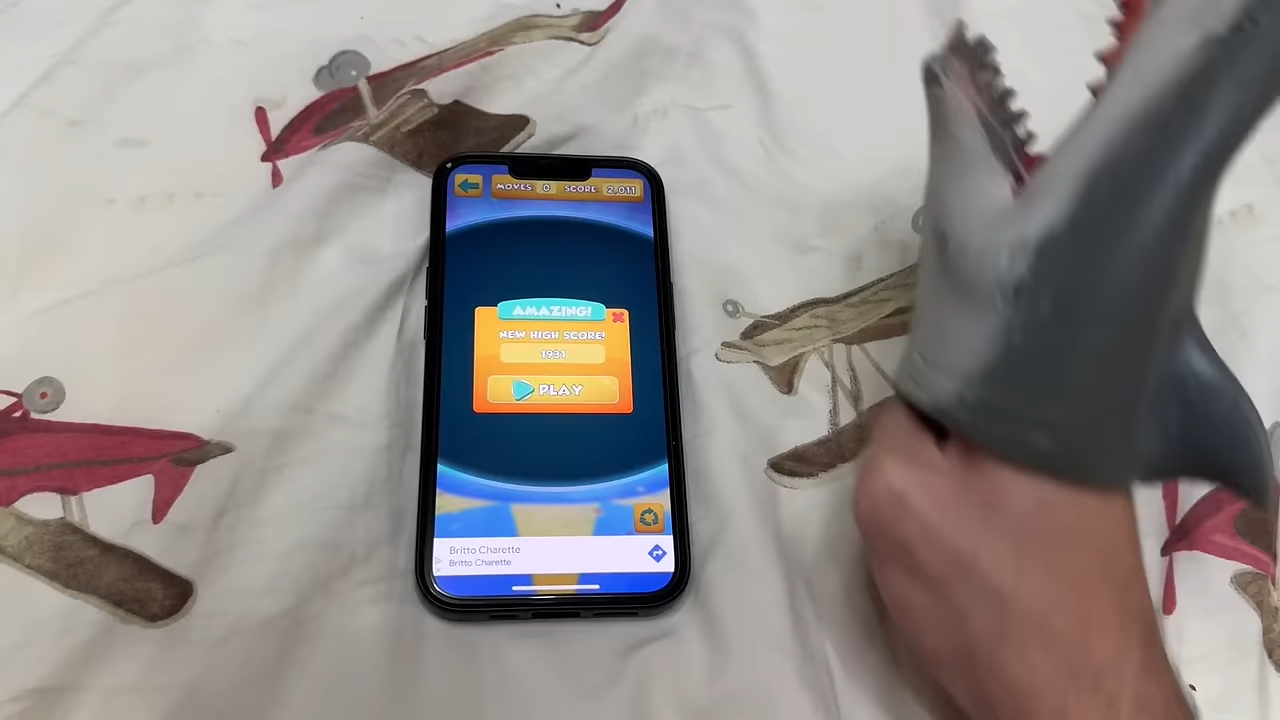 MOVES: 0 SCORE: 2,011
AMAZING!
NEW HIGH SCORE!
1931
PLAY
Britto Charette
Britto Charette